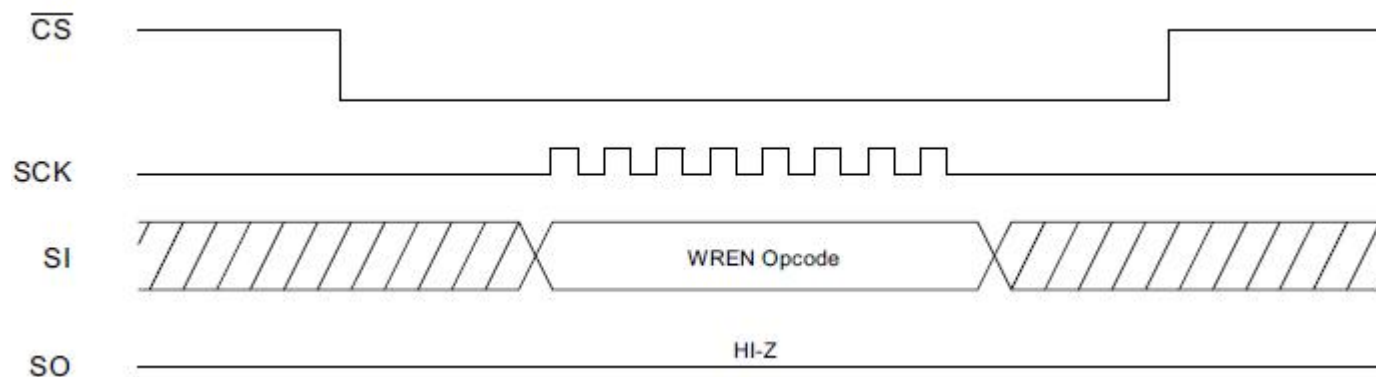 CS
SCK
SI
WREN Opcode
HI-Z
SO